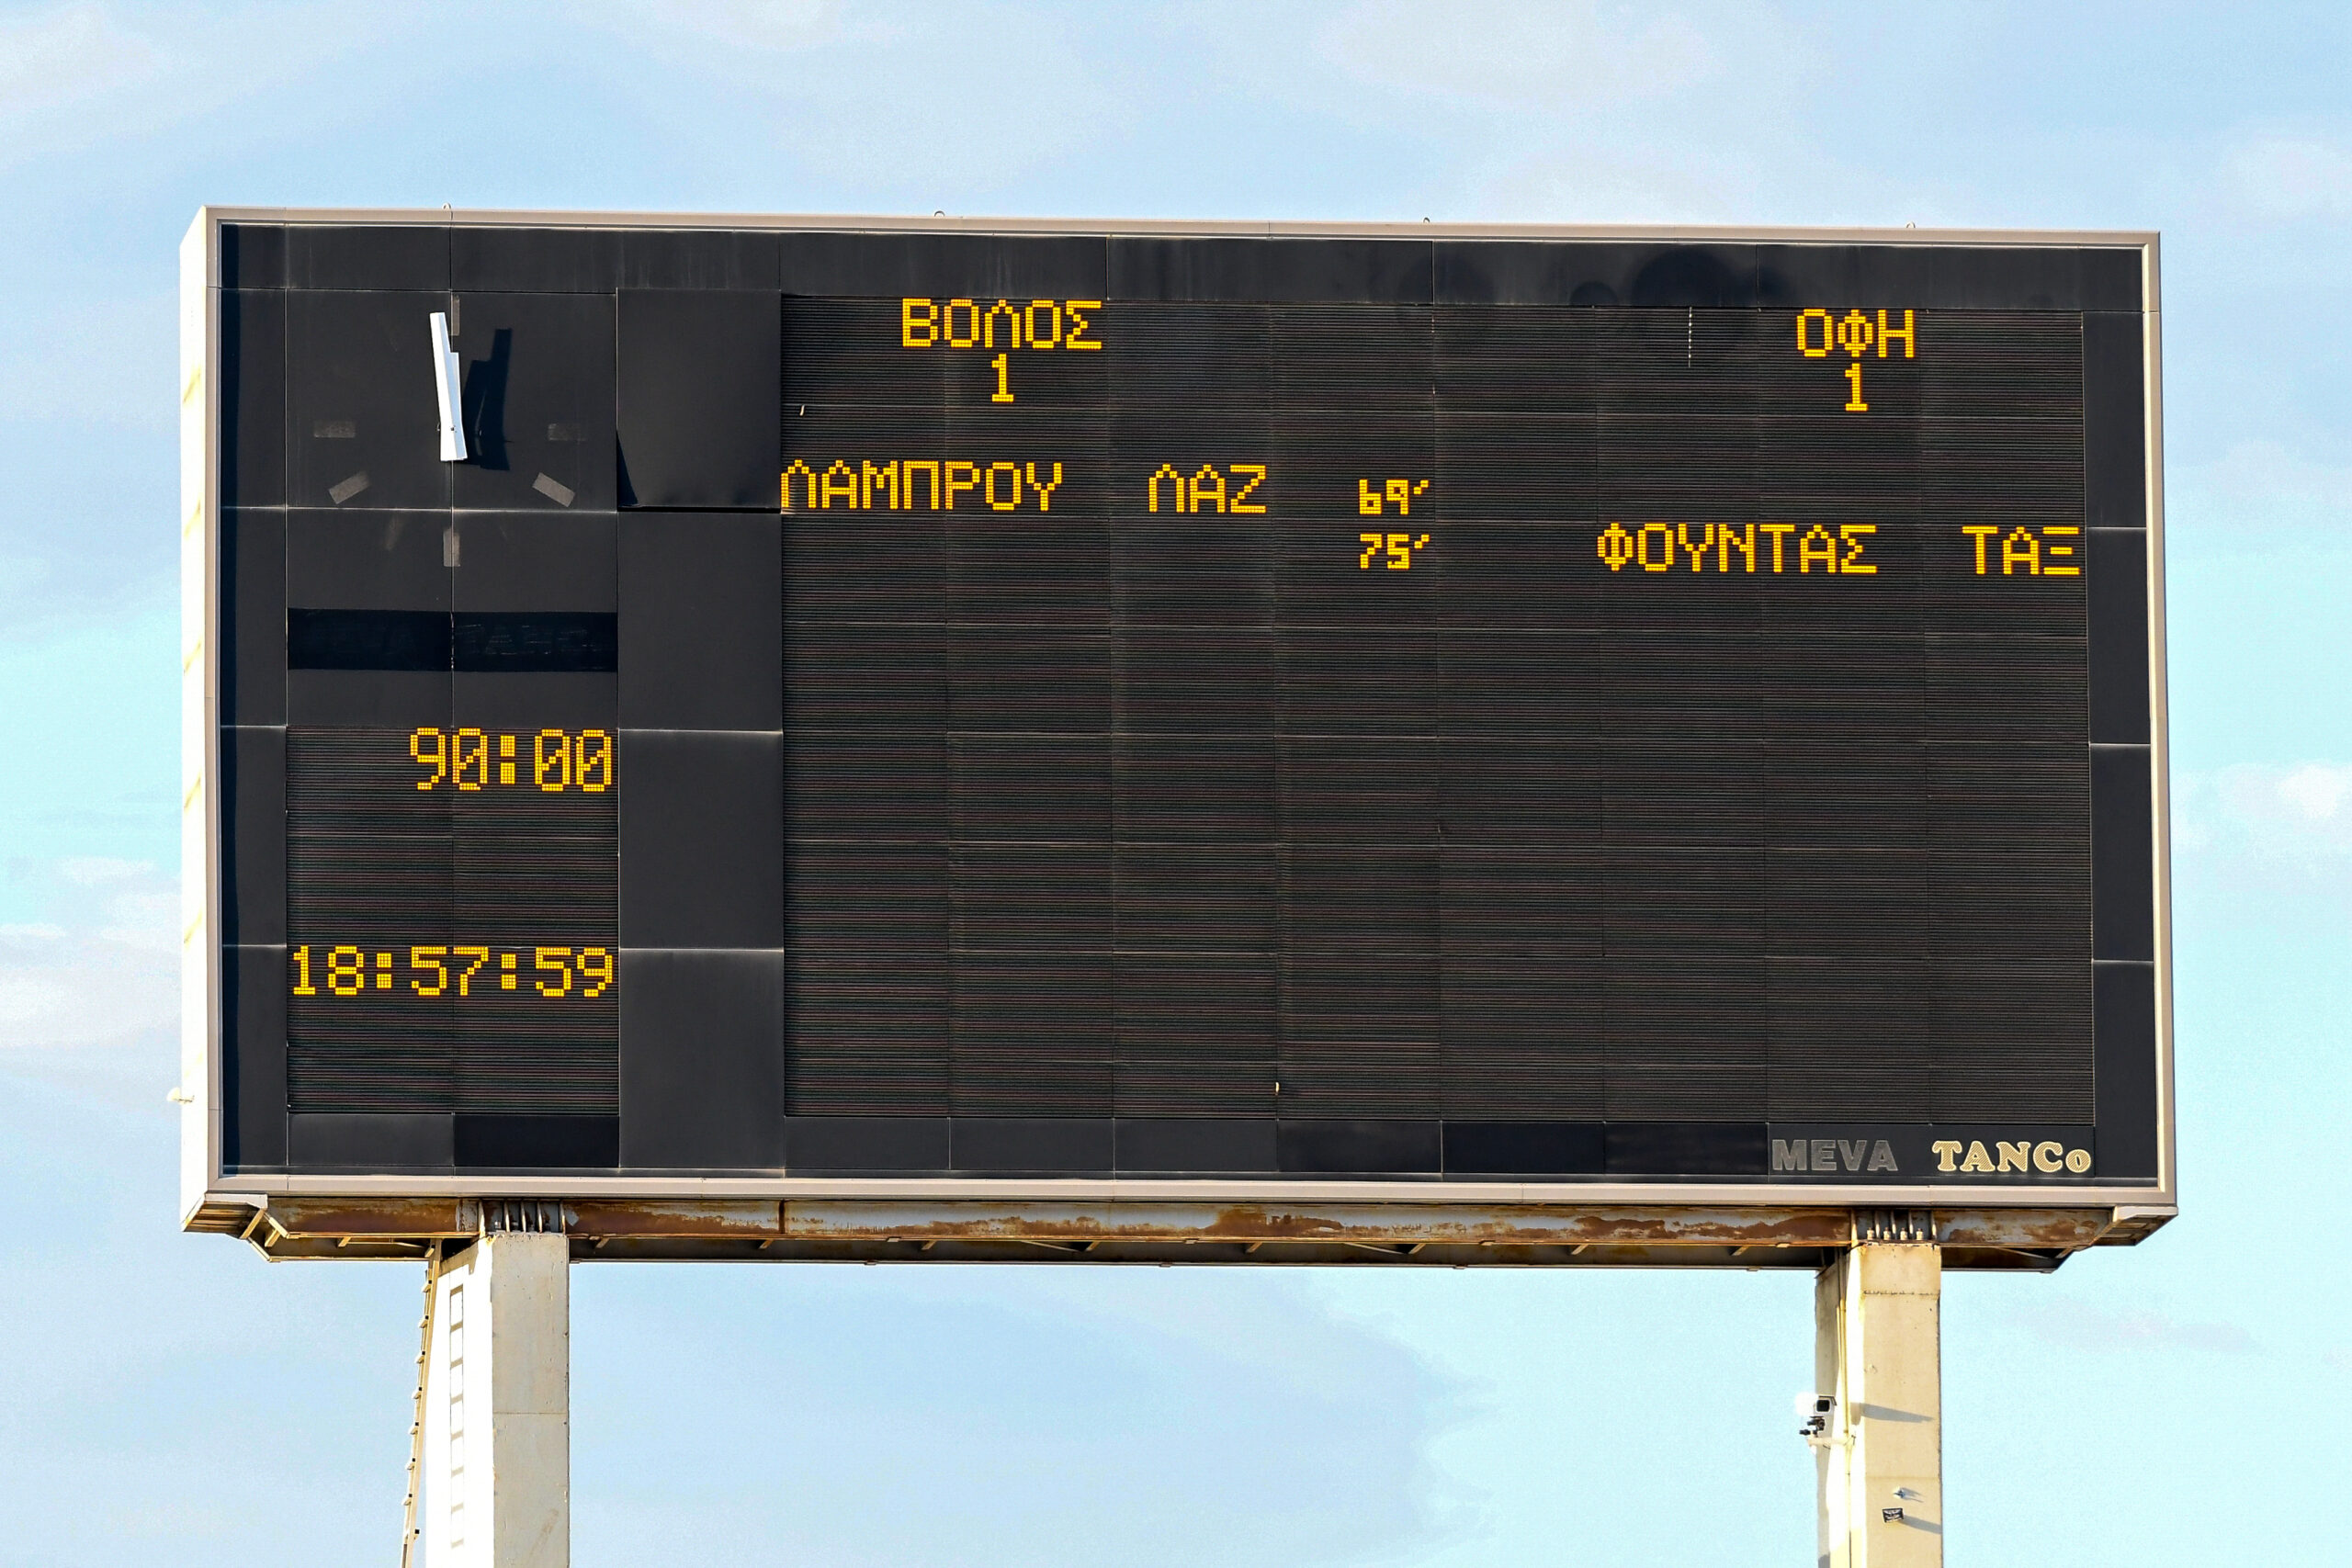 ΒΟΛΟΣ ΟΦΗ
1 1
ΛΑΜΠΡΟΥ ΛΑΖ 69'
75' ΦΟΥΝΤΑΣ ΤΑΞ
90:00
18:57:59
MEVA TANCo